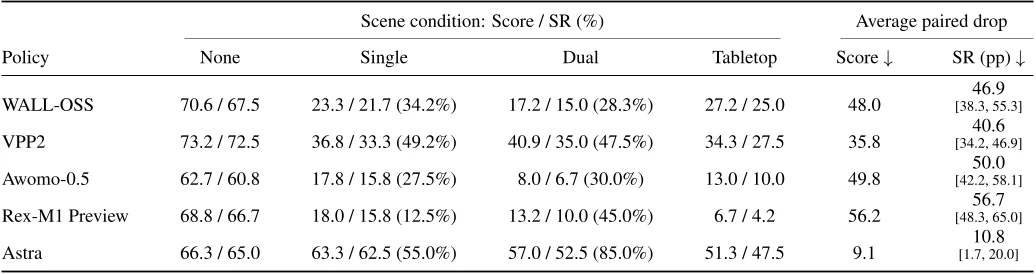 Scene condition: Score / SR (%) Average paired drop
Policy None Single Dual Tabletop Score ↓ SR (pp) ↓
WALL-OSS 70.6 / 67.5 23.3 / 21.7 (34.2%) 17.2 / 15.0 (28.3%) 27.2 / 25.0 48.0 46.9 [38.3, 55.3]
VPP2 73.2 / 72.5 36.8 / 33.3 (49.2%) 40.9 / 35.0 (47.5%) 34.3 / 27.5 35.8 40.6 [34.2, 46.9]
Awomo-0.5 62.7 / 60.8 17.8 / 15.8 (27.5%) 8.0 / 6.7 (30.0%) 13.0 / 10.0 49.8 50.0 [42.2, 58.1]
Rex-M1 Preview 68.8 / 66.7 18.0 / 15.8 (12.5%) 13.2 / 10.0 (45.0%) 6.7 / 4.2 56.2 56.7 [48.3, 65.0]
Astra 66.3 / 65.0 63.3 / 62.5 (55.0%) 57.0 / 52.5 (85.0%) 51.3 / 47.5 9.1 10.8 [1.7, 20.0]